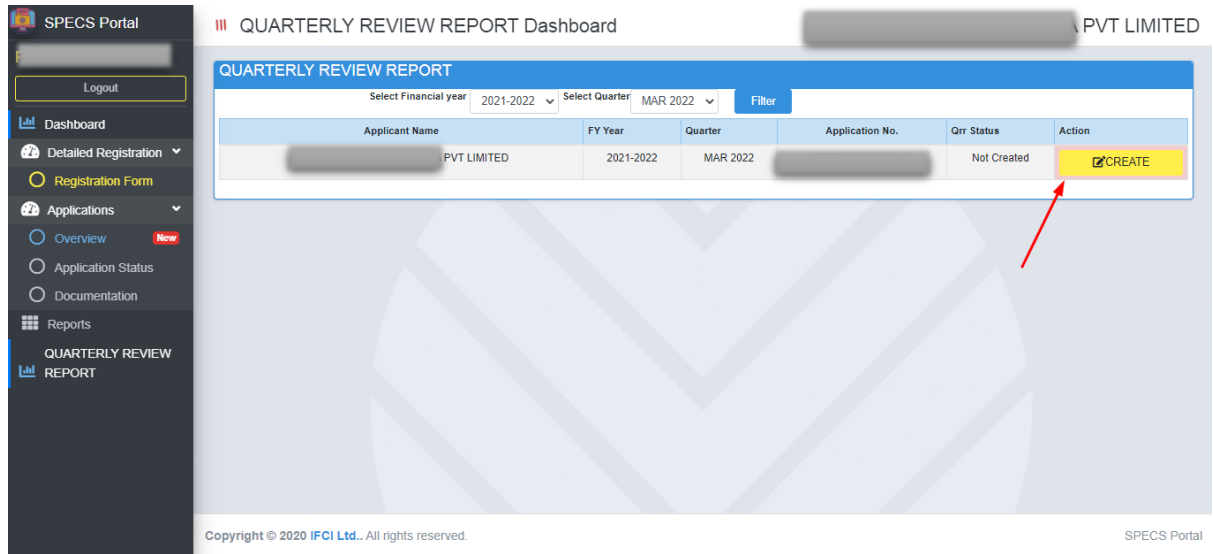 SPECS Portal
QUARTERLY REVIEW REPORT Dashboard
PVT LIMITED
Logout
Dashboard
Detailed Registration
Registration Form
Applications
Overview New
Application Status
Documentation
Reports
QUARTERLY REVIEW
REPORT
QUARTERLY REVIEW REPORT
Select Financial year 2021-2022 Select Quarter MAR 2022 Filter
Applicant Name FY Year Quarter Application No. Qrr Status Action
PVT LIMITED 2021-2022 MAR 2022 Not Created CREATE
Copyright © 2020 IFCI Ltd.. All rights reserved. SPECS Portal